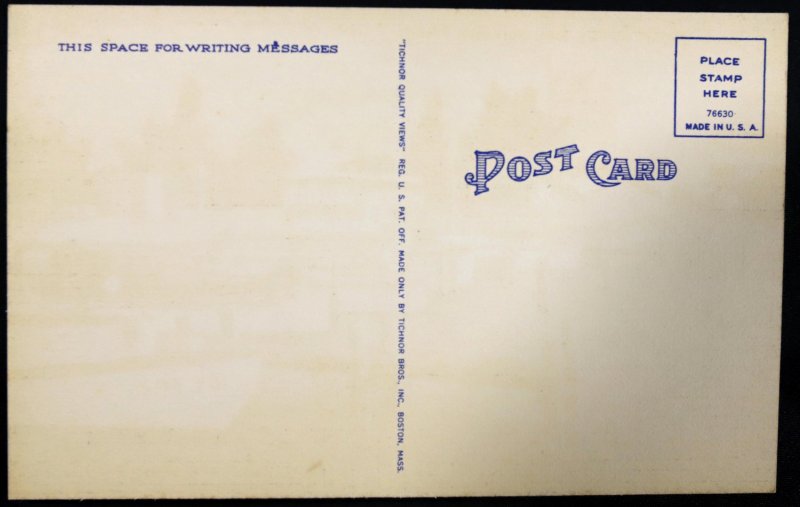 THIS SPACE FOR WRITING MESSAGES
"TICHNOR QUALITY VIEWS" REG. U. S. PAT. OFF. MADE ONLY BY TICHNOR BROS., INC., BOSTON, MASS.
PLACE
STAMP
HERE
76630
MADE IN U. S. A.
POST CARD